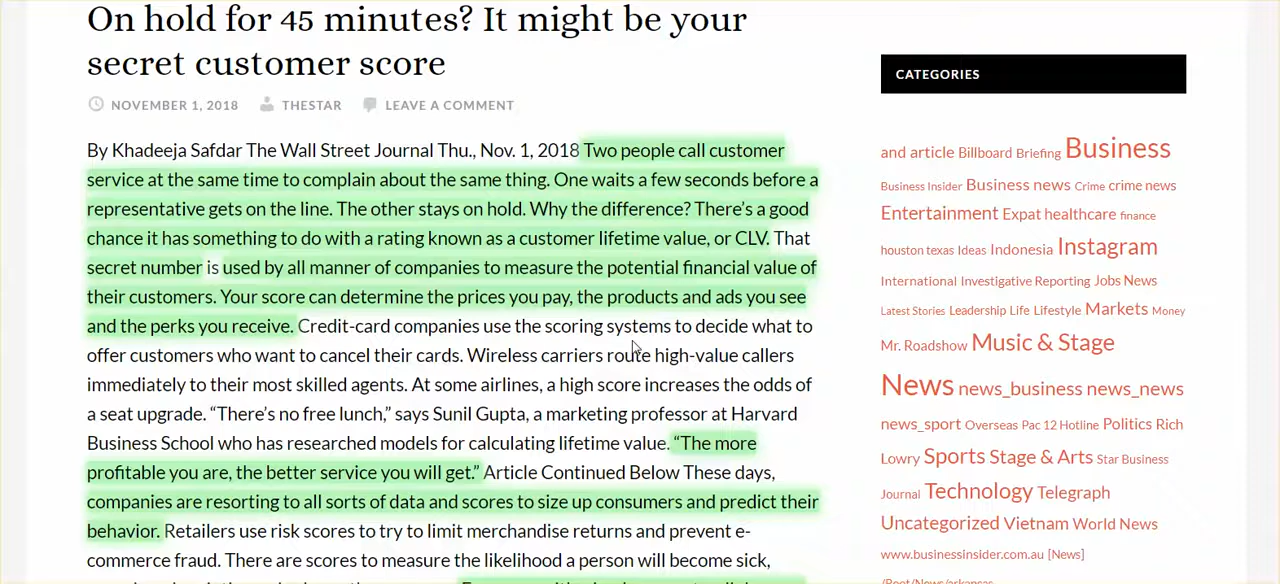 On hold for 45 minutes? It might be your
secret customer score
NOVEMBER 1, 2018 THESTAR LEAVE A COMMENT
By Khadeeja Safdar The Wall Street Journal Thu., Nov. 1, 2018 Two people call customer
service at the same time to complain about the same thing. One waits a few seconds before a
representative gets on the line. The other stays on hold. Why the difference? There’s a good
chance it has something to do with a rating known as a customer lifetime value, or CLV. That
secret number is used by all manner of companies to measure the potential financial value of
their customers. Your score can determine the prices you pay, the products and ads you see
and the perks you receive. Credit-card companies use the scoring systems to decide what to
offer customers who want to cancel their cards. Wireless carriers route high-value callers
immediately to their most skilled agents. At some airlines, a high score increases the odds of
a seat upgrade. “There’s no free lunch,” says Sunil Gupta, a marketing professor at Harvard
Business School who has researched models for calculating lifetime value. “The more
profitable you are, the better service you will get.” Article Continued Below These days,
companies are resorting to all sorts of data and scores to size up consumers and predict their
behavior. Retailers use risk scores to try to limit merchandise returns and prevent e-
commerce fraud. There are scores to measure the likelihood a person will become sick,
CATEGORIES
and article Billboard Briefing Business
Business Insider Business news Crime crime news
Entertainment Expat healthcare finance
houston texas Ideas Indonesia Instagram
International Investigative Reporting Jobs News
Latest Stories Leadership Life Lifestyle Markets Money
Mr. Roadshow Music & Stage
News news_business news_news
news_sport Overseas Pac 12 Hotline Politics Rich
Lowry Sports Stage & Arts Star Business
Journal Technology Telegraph
Uncategorized Vietnam World News
www.businessinsider.com.au [News]